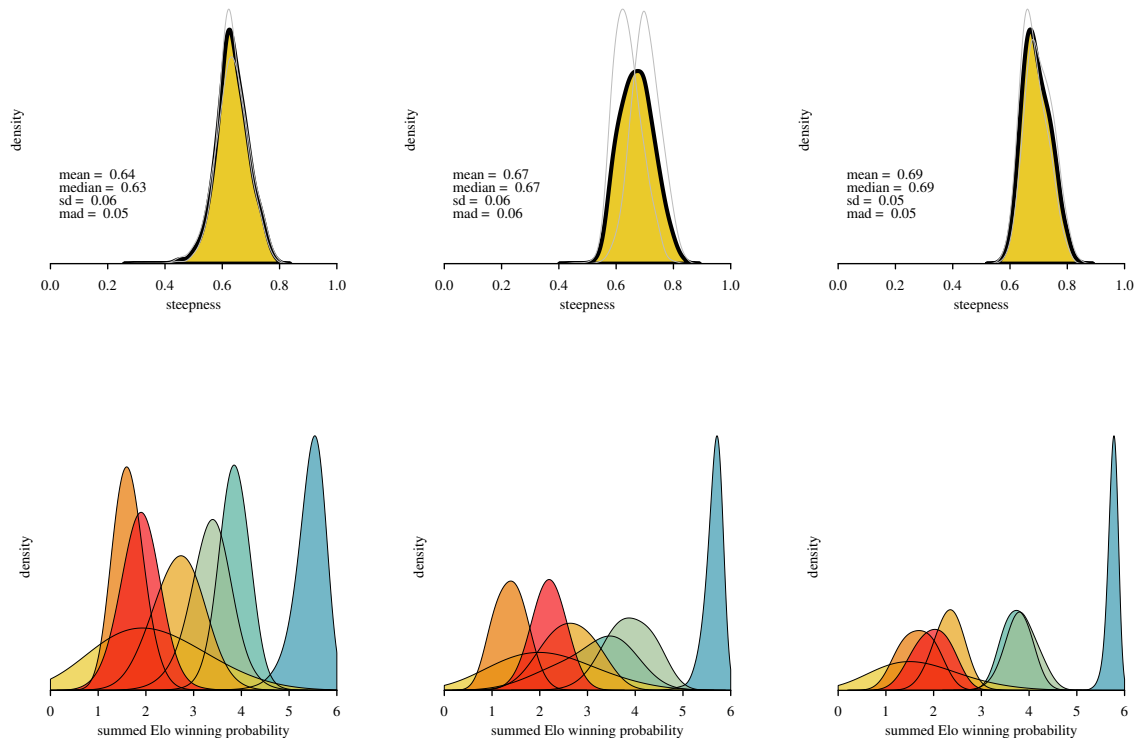 density
mean = 0.64
median = 0.63
sd = 0.06
mad = 0.05
0.0 0.2 0.4 0.6 0.8 1.0
steepness
density
mean = 0.67
median = 0.67
sd = 0.06
mad = 0.06
0.0 0.2 0.4 0.6 0.8 1.0
steepness
density
mean = 0.69
median = 0.69
sd = 0.05
mad = 0.05
0.0 0.2 0.4 0.6 0.8 1.0
steepness
density
0 1 2 3 4 5 6
summed Elo winning probability
density
0 1 2 3 4 5 6
summed Elo winning probability
density
0 1 2 3 4 5 6
summed Elo winning probability